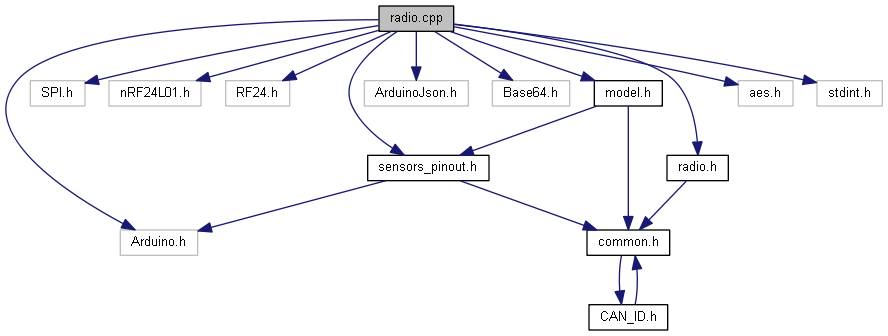 radio.cpp
SPI.h
nRF24L01.h
RF24.h
ArduinoJson.h
Base64.h
model.h
aes.h
stdint.h
sensors_pinout.h
radio.h
Arduino.h
common.h
CAN_ID.h